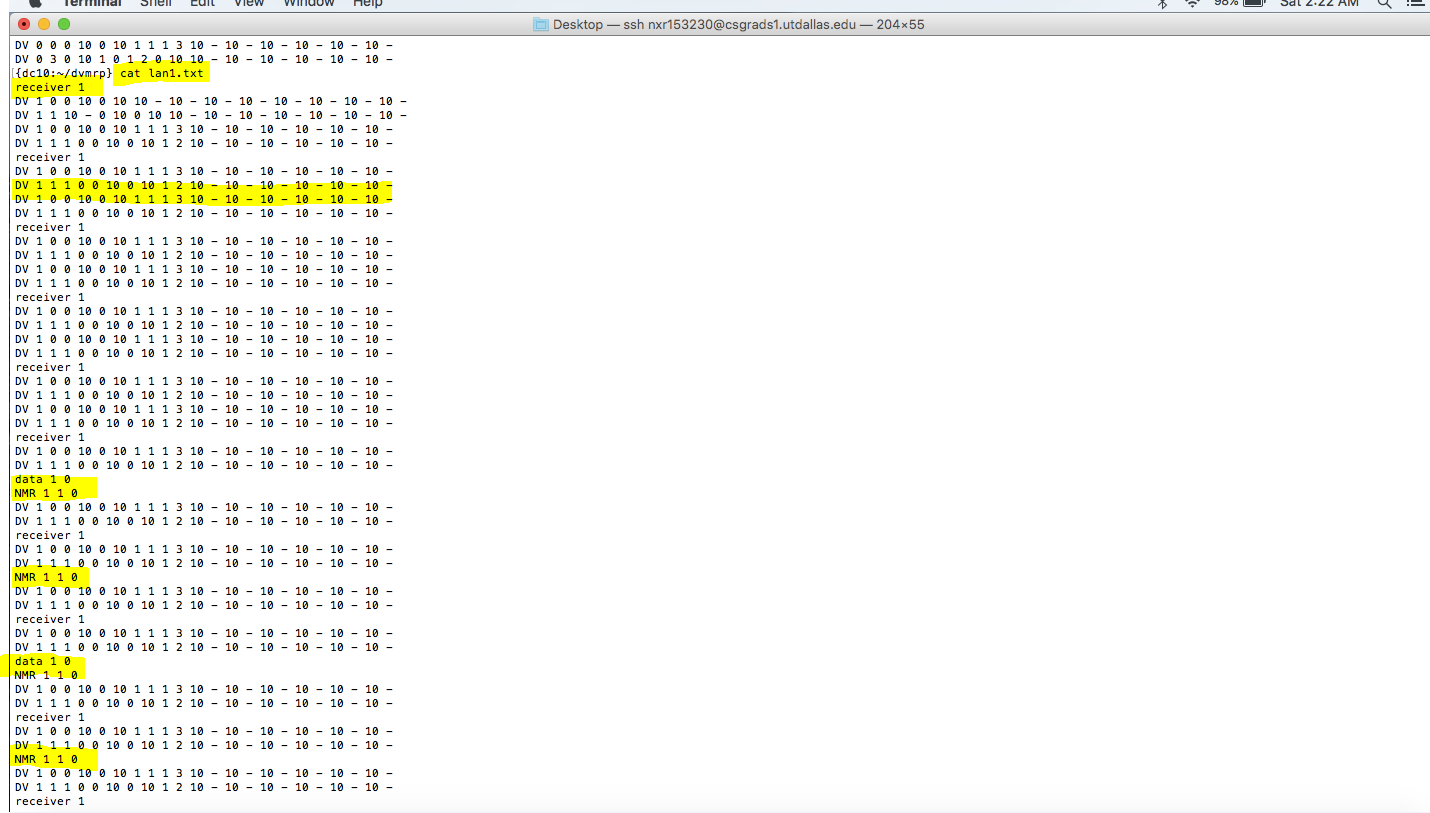 Terminal Shell Edit View Window Help 98% Sat 2:22 AM
Desktop — ssh nxr153230@csgrads1.utdallas.edu — 204×55
DV 0 0 0 10 0 10 1 1 1 3 10 - 10 - 10 - 10 - 10 - 10 -
DV 0 3 0 10 1 0 1 2 0 10 10 - 10 - 10 - 10 - 10 - 10 -
[{dc10:~/dvmrp} cat lan1.txt
receiver 1
DV 1 0 0 10 0 10 10 - 10 - 10 - 10 - 10 - 10 - 10 - 10 -
DV 1 1 10 - 0 10 0 10 10 - 10 - 10 - 10 - 10 - 10 - 10 -
DV 1 0 0 10 0 10 1 1 1 3 10 - 10 - 10 - 10 - 10 - 10 -
DV 1 1 1 0 0 10 0 10 1 2 10 - 10 - 10 - 10 - 10 - 10 -
receiver 1
DV 1 0 0 10 0 10 1 1 1 3 10 - 10 - 10 - 10 - 10 - 10 -
DV 1 1 1 0 0 10 0 10 1 2 10 - 10 - 10 - 10 - 10 - 10 -
DV 1 0 0 10 0 10 1 1 1 3 10 - 10 - 10 - 10 - 10 - 10 -
DV 1 1 1 0 0 10 0 10 1 2 10 - 10 - 10 - 10 - 10 - 10 -
receiver 1
DV 1 0 0 10 0 10 1 1 1 3 10 - 10 - 10 - 10 - 10 - 10 -
DV 1 1 1 0 0 10 0 10 1 2 10 - 10 - 10 - 10 - 10 - 10 -
DV 1 0 0 10 0 10 1 1 1 3 10 - 10 - 10 - 10 - 10 - 10 -
DV 1 1 1 0 0 10 0 10 1 2 10 - 10 - 10 - 10 - 10 - 10 -
receiver 1
DV 1 0 0 10 0 10 1 1 1 3 10 - 10 - 10 - 10 - 10 - 10 -
DV 1 1 1 0 0 10 0 10 1 2 10 - 10 - 10 - 10 - 10 - 10 -
DV 1 0 0 10 0 10 1 1 1 3 10 - 10 - 10 - 10 - 10 - 10 -
DV 1 1 1 0 0 10 0 10 1 2 10 - 10 - 10 - 10 - 10 - 10 -
receiver 1
DV 1 0 0 10 0 10 1 1 1 3 10 - 10 - 10 - 10 - 10 - 10 -
DV 1 1 1 0 0 10 0 10 1 2 10 - 10 - 10 - 10 - 10 - 10 -
DV 1 0 0 10 0 10 1 1 1 3 10 - 10 - 10 - 10 - 10 - 10 -
DV 1 1 1 0 0 10 0 10 1 2 10 - 10 - 10 - 10 - 10 - 10 -
receiver 1
DV 1 0 0 10 0 10 1 1 1 3 10 - 10 - 10 - 10 - 10 - 10 -
DV 1 1 1 0 0 10 0 10 1 2 10 - 10 - 10 - 10 - 10 - 10 -
data 1 0
NMR 1 1 0
DV 1 0 0 10 0 10 1 1 1 3 10 - 10 - 10 - 10 - 10 - 10 -
DV 1 1 1 0 0 10 0 10 1 2 10 - 10 - 10 - 10 - 10 - 10 -
receiver 1
DV 1 0 0 10 0 10 1 1 1 3 10 - 10 - 10 - 10 - 10 - 10 -
DV 1 1 1 0 0 10 0 10 1 2 10 - 10 - 10 - 10 - 10 - 10 -
NMR 1 1 0
DV 1 0 0 10 0 10 1 1 1 3 10 - 10 - 10 - 10 - 10 - 10 -
DV 1 1 1 0 0 10 0 10 1 2 10 - 10 - 10 - 10 - 10 - 10 -
receiver 1
DV 1 0 0 10 0 10 1 1 1 3 10 - 10 - 10 - 10 - 10 - 10 -
DV 1 1 1 0 0 10 0 10 1 2 10 - 10 - 10 - 10 - 10 - 10 -
data 1 0
NMR 1 1 0
DV 1 0 0 10 0 10 1 1 1 3 10 - 10 - 10 - 10 - 10 - 10 -
DV 1 1 1 0 0 10 0 10 1 2 10 - 10 - 10 - 10 - 10 - 10 -
receiver 1
DV 1 0 0 10 0 10 1 1 1 3 10 - 10 - 10 - 10 - 10 - 10 -
DV 1 1 1 0 0 10 0 10 1 2 10 - 10 - 10 - 10 - 10 - 10 -
NMR 1 1 0
DV 1 0 0 10 0 10 1 1 1 3 10 - 10 - 10 - 10 - 10 - 10 -
DV 1 1 1 0 0 10 0 10 1 2 10 - 10 - 10 - 10 - 10 - 10 -
receiver 1